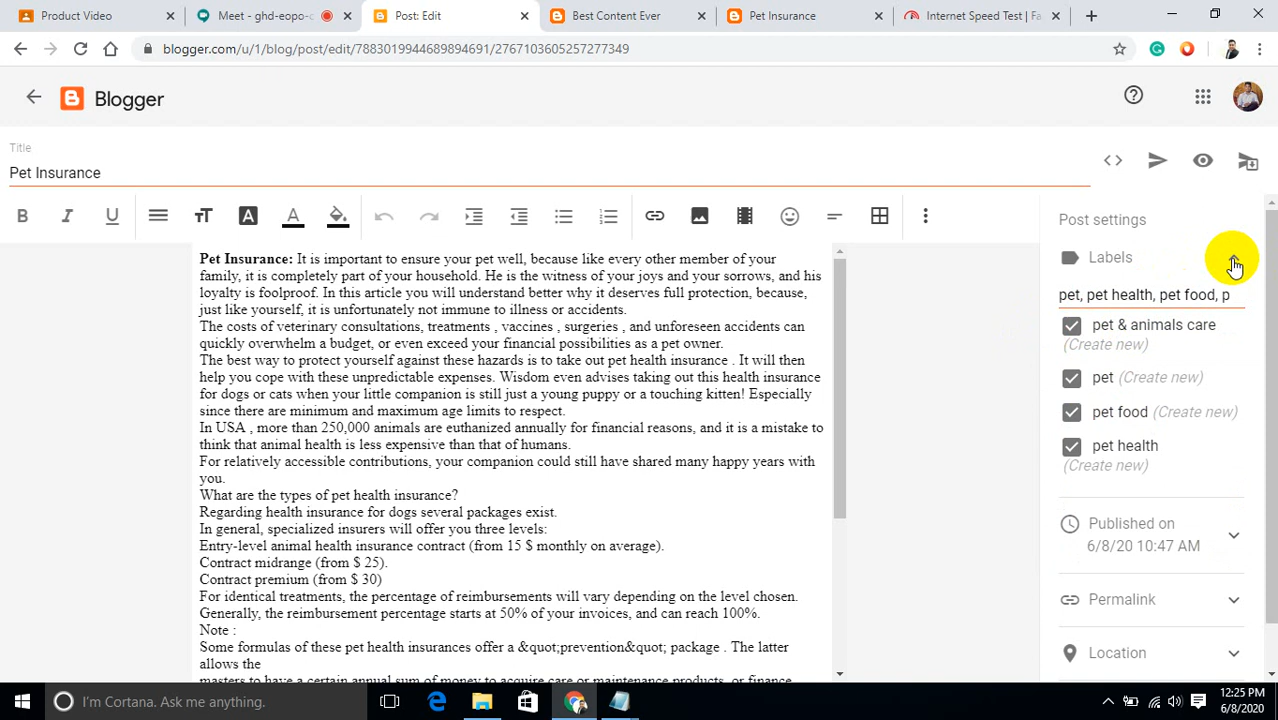 Product Video
Meet - ghd-eopo-c
Post: Edit
Best Content Ever
Pet Insurance
Internet Speed Test | Fa
blogger.com/u/1/blog/post/edit/7883019944689894691/2767103605257277349
Blogger
Title
Pet Insurance
Post settings
Labels
pet, pet health, pet food, p
pet & animals care
(Create new)
pet (Create new)
pet food (Create new)
pet health
(Create new)
Published on
6/8/20 10:47 AM
Permalink
Location
Pet Insurance: It is important to ensure your pet well, because like every other member of your
family, it is completely part of your household. He is the witness of your joys and your sorrows, and his
loyalty is foolproof. In this article you will understand better why it deserves full protection, because,
just like yourself, it is unfortunately not immune to illness or accidents.
The costs of veterinary consultations, treatments , vaccines , surgeries , and unforeseen accidents can
quickly overwhelm a budget, or even exceed your financial possibilities as a pet owner.
The best way to protect yourself against these hazards is to take out pet health insurance . It will then
help you cope with these unpredictable expenses. Wisdom even advises taking out this health insurance
for dogs or cats when your little companion is still just a young puppy or a touching kitten! Especially
since there are minimum and maximum age limits to respect.
In USA , more than 250,000 animals are euthanized annually for financial reasons, and it is a mistake to
think that animal health is less expensive than that of humans.
For relatively accessible contributions, your companion could still have shared many happy years with
you.
What are the types of pet health insurance?
Regarding health insurance for dogs several packages exist.
In general, specialized insurers will offer you three levels:
Entry-level animal health insurance contract (from 15 $ monthly on average).
Contract midrange (from $ 25).
Contract premium (from $ 30)
For identical treatments, the percentage of reimbursements will vary depending on the level chosen.
Generally, the reimbursement percentage starts at 50% of your invoices, and can reach 100%.
Note :
Some formulas of these pet health insurances offer a &quot;prevention&quot; package . The latter
allows the
masters to have a certain annual sum of money to acquire care or maintenance products, or finance
I'm Cortana. Ask me anything.
12:25 PM
6/8/2020